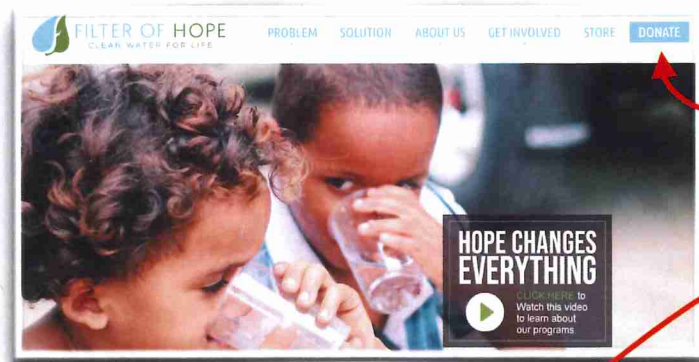 FILTER OF HOPE
CLEAN WATER FOR LIFE
PROBLEM SOLUTION ABOUT US GET INVOLVED STORE DONATE
HOPE CHANGES
EVERYTHING
CLICK HERE to
Watch this video
to learn about
our programs